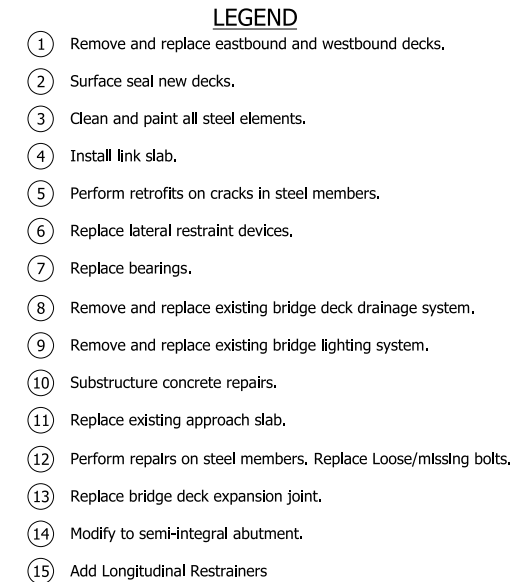 LEGEND
1 Remove and replace eastbound and westbound decks.
2 Surface seal new decks.
3 Clean and paint all steel elements.
4 Install link slab.
5 Perform retrofits on cracks in steel members.
6 Replace lateral restraint devices.
7 Replace bearings.
8 Remove and replace existing bridge deck drainage system.
9 Remove and replace existing bridge lighting system.
10 Substructure concrete repairs.
11 Replace existing approach slab.
12 Perform repairs on steel members. Replace Loose/missing bolts.
13 Replace bridge deck expansion joint.
14 Modify to semi-integral abutment.
15 Add Longitudinal Restrainers